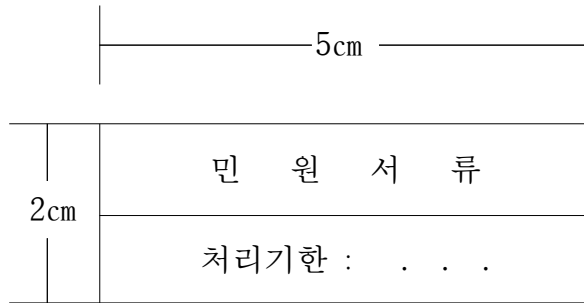 5cm
민 원 서 류
2cm
처리기한 : . . .